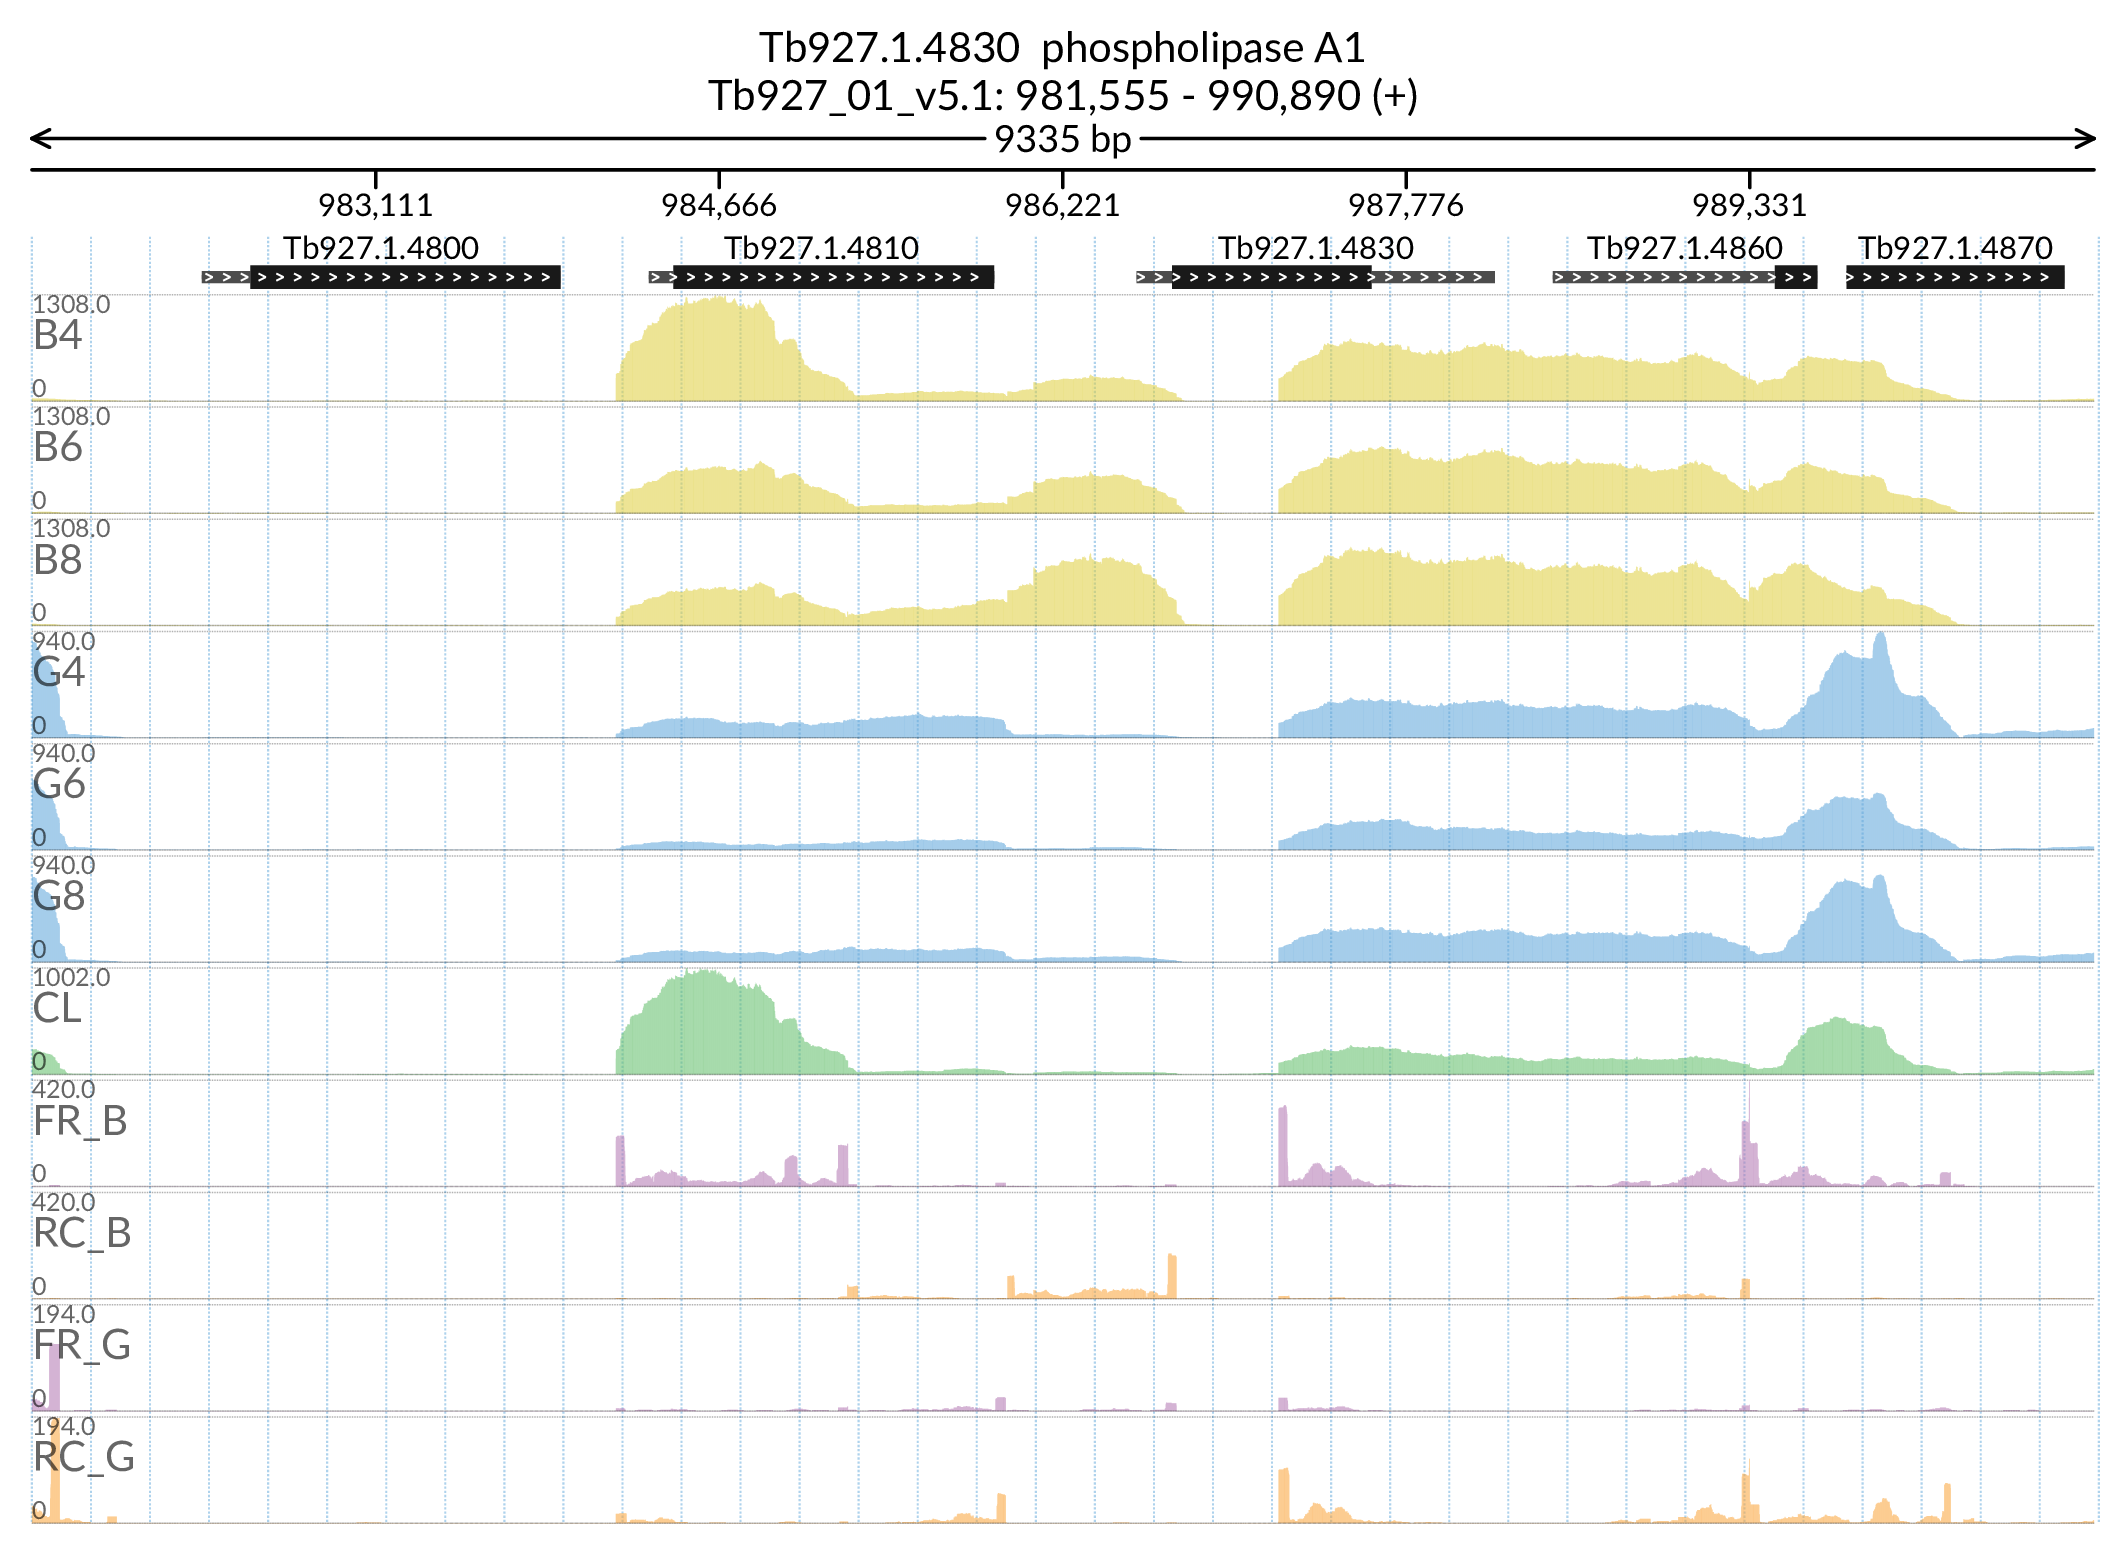 Tb927.1.4830 phospholipase A1
Tb927_01_v5.1: 981,555 - 990,890 (+)
9335 bp
983,111 984,666 986,221 987,776 989,331
Tb927.1.4800 Tb927.1.4810 Tb927.1.4830 Tb927.1.4860 Tb927.1.4870
1308.0
B4
0
1308.0
B6
0
1308.0
B8
0
940.0
G4
0
940.0
G6
0
940.0
G8
0
1002.0
CL
0
420.0
FR_B
0
420.0
RC_B
0
194.0
FR_G
0
194.0
RC_G
0